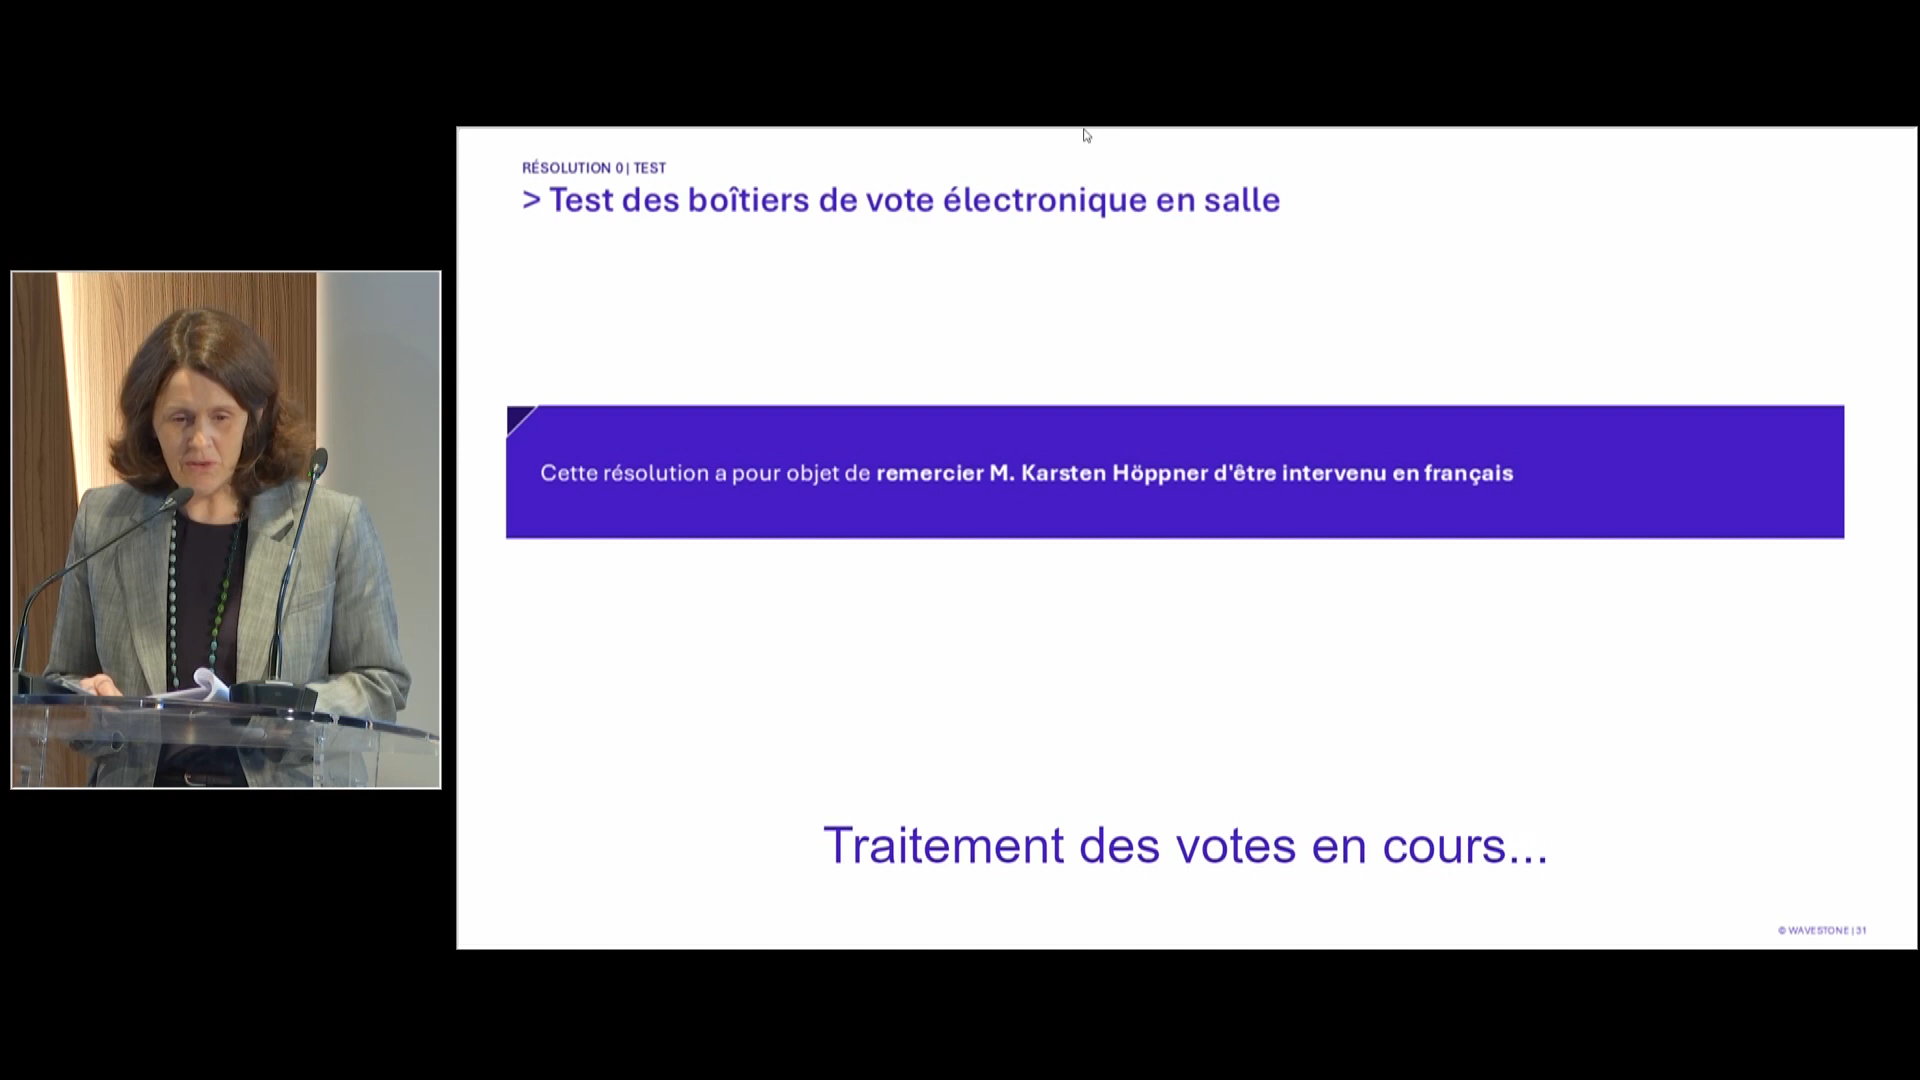 RÉSOLUTION 0 | TEST
> Test des boîtiers de vote électronique en salle
Cette résolution a pour objet de remercier M. Karsten Höppner d'être intervenu en français
Traitement des votes en cours...
© WAVESTONE | 31